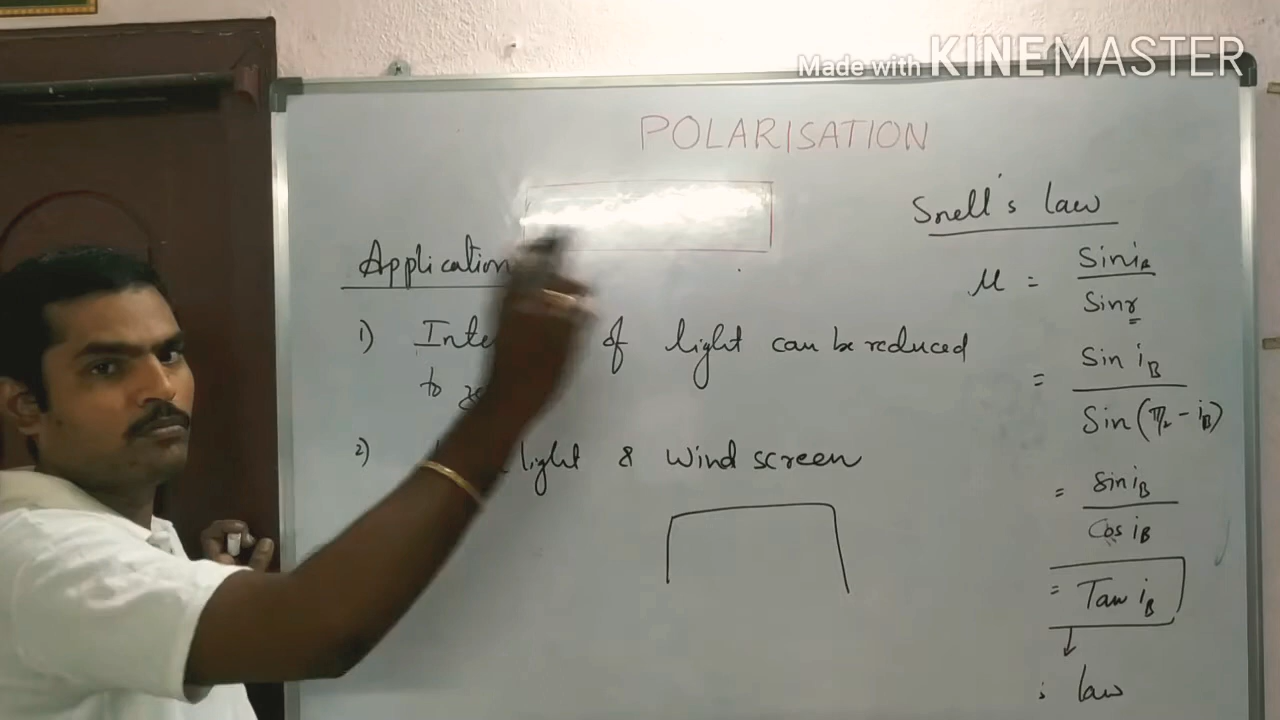 Made with KINEMASTER
POLARISATION
Application
1) of light can be reduced
to
2) light & Wind screen
Snell's law
μ = Sin iB / Sin r
= Sin iB / Sin (π/2 - iB)
= Sin iB / Cos iB
= Tan iB
law